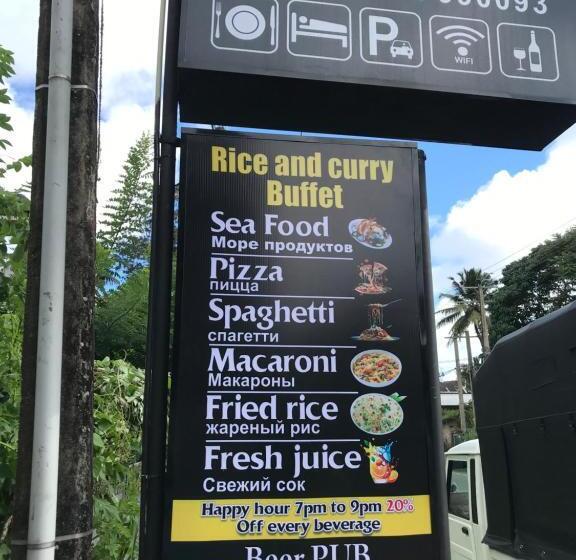 WiFi
Rice and curry
Buffet
Sea Food
Море продуктов
Pizza
пицца
Spaghetti
спагетти
Macaroni
Макароны
Fried rice
жареный рис
Fresh juice
Свежий сок
Happy hour 7pm to 9pm 20%
Off every beverage
Beer PUB